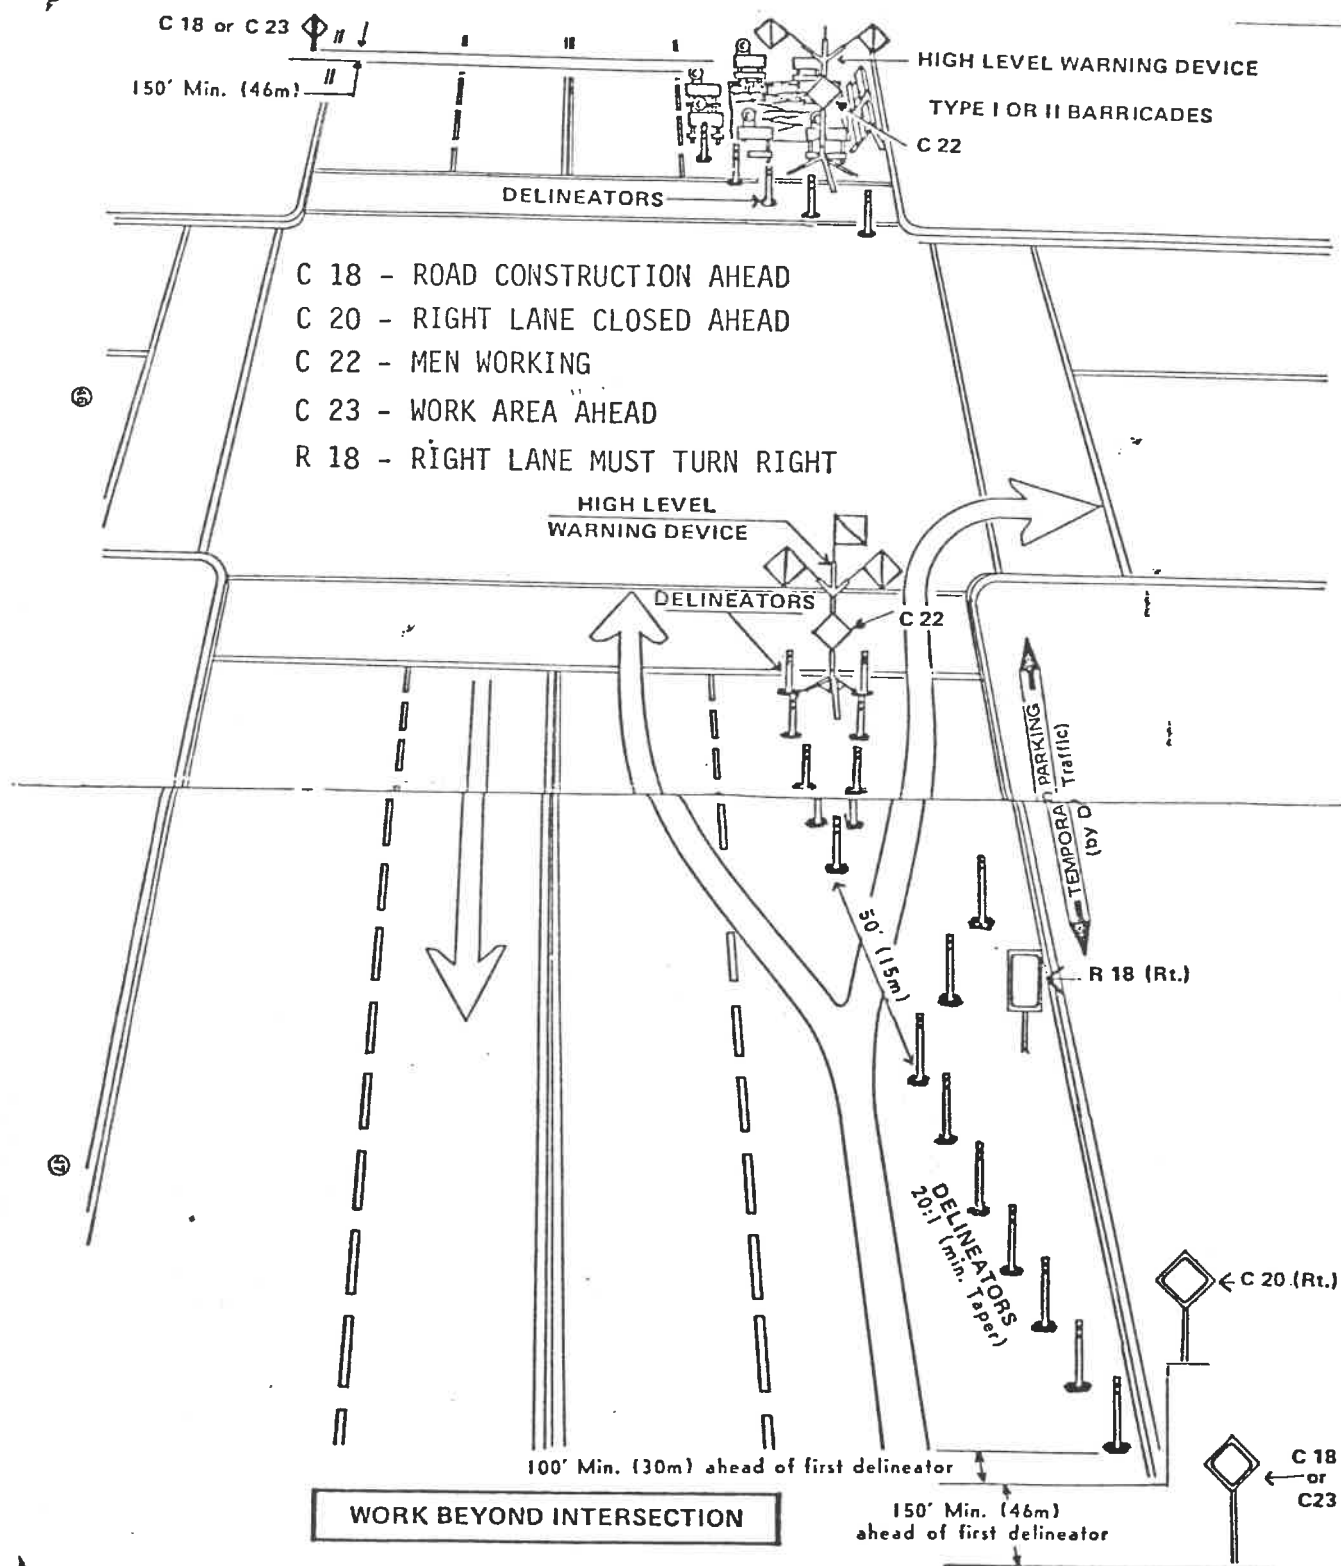 C 18 or C 23
150' Min. (46m)
HIGH LEVEL WARNING DEVICE
TYPE I OR II BARRICADES
C 22
DELINEATORS
C 18 - ROAD CONSTRUCTION AHEAD
C 20 - RIGHT LANE CLOSED AHEAD
C 22 - MEN WORKING
C 23 - WORK AREA AHEAD
R 18 - RIGHT LANE MUST TURN RIGHT
46
HIGH LEVEL
WARNING DEVICE
DELINEATORS
C 22
PARKING
Traffic)
(by
50' (15m)
R 18 (Rt.)
47
DELINEATORS
20:1 (min. Taper)
C 20 (Rt.)
100' Min. (30m) ahead of first delineator
C 18
or
C23
WORK BEYOND INTERSECTION
150' Min. (46m)
ahead of first delineator